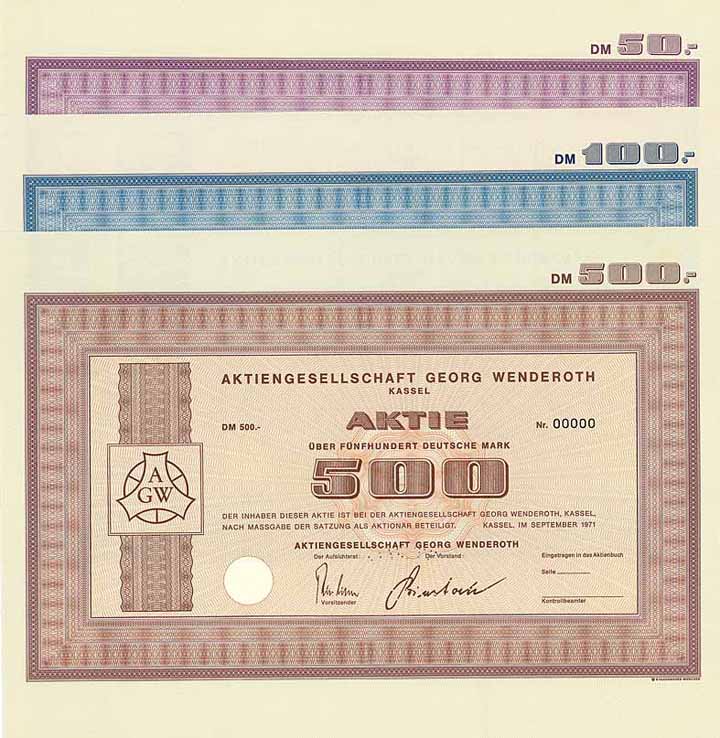 DM 50.-
DM 100.-
DM 500.-
AKTIENGESELLSCHAFT GEORG WENDEROTH
KASSEL
DM 500.- AKTIE Nr. 00000
ÜBER FÜNFHUNDERT DEUTSCHE MARK
500
A
GW
DER INHABER DIESER AKTIE IST BEI DER AKTIENGESELLSCHAFT GEORG WENDEROTH, KASSEL,
NACH MASSGABE DER SATZUNG ALS AKTIONÄR BETEILIGT. KASSEL, IM SEPTEMBER 1971
AKTIENGESELLSCHAFT GEORG WENDEROTH
Der Aufsichtsrat: Der Vorstand:
Vorsitzender
Eingetragen in das Aktienbuch
Seile
Kontrollbeamter